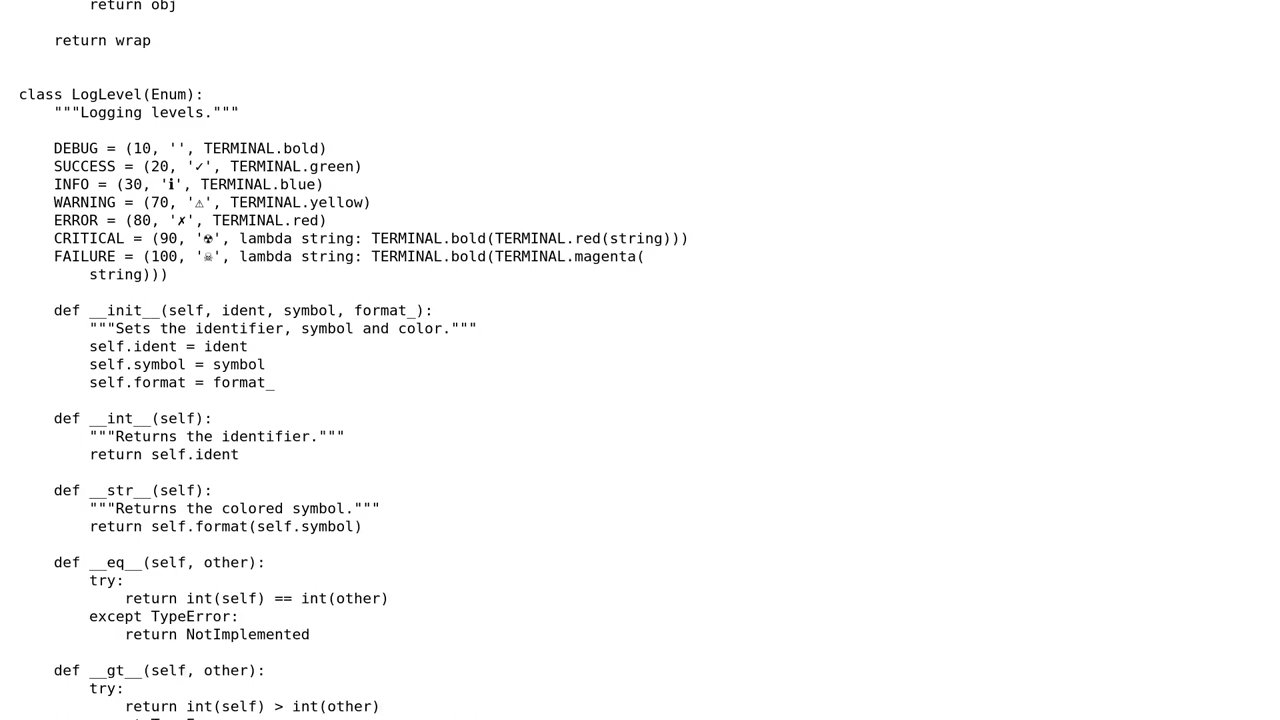 return obj

    return wrap


class LogLevel(Enum):
    """Logging levels."""

    DEBUG = (10, '', TERMINAL.bold)
    SUCCESS = (20, '✓', TERMINAL.green)
    INFO = (30, 'ℹ', TERMINAL.blue)
    WARNING = (70, '⚠', TERMINAL.yellow)
    ERROR = (80, '✗', TERMINAL.red)
    CRITICAL = (90, '☢', lambda string: TERMINAL.bold(TERMINAL.red(string)))
    FAILURE = (100, '☠', lambda string: TERMINAL.bold(TERMINAL.magenta(
        string)))

    def __init__(self, ident, symbol, format_):
        """Sets the identifier, symbol and color."""
        self.ident = ident
        self.symbol = symbol
        self.format = format_

    def __int__(self):
        """Returns the identifier."""
        return self.ident

    def __str__(self):
        """Returns the colored symbol."""
        return self.format(self.symbol)

    def __eq__(self, other):
        try:
            return int(self) == int(other)
        except TypeError:
            return NotImplemented

    def __gt__(self, other):
        try:
            return int(self) > int(other)